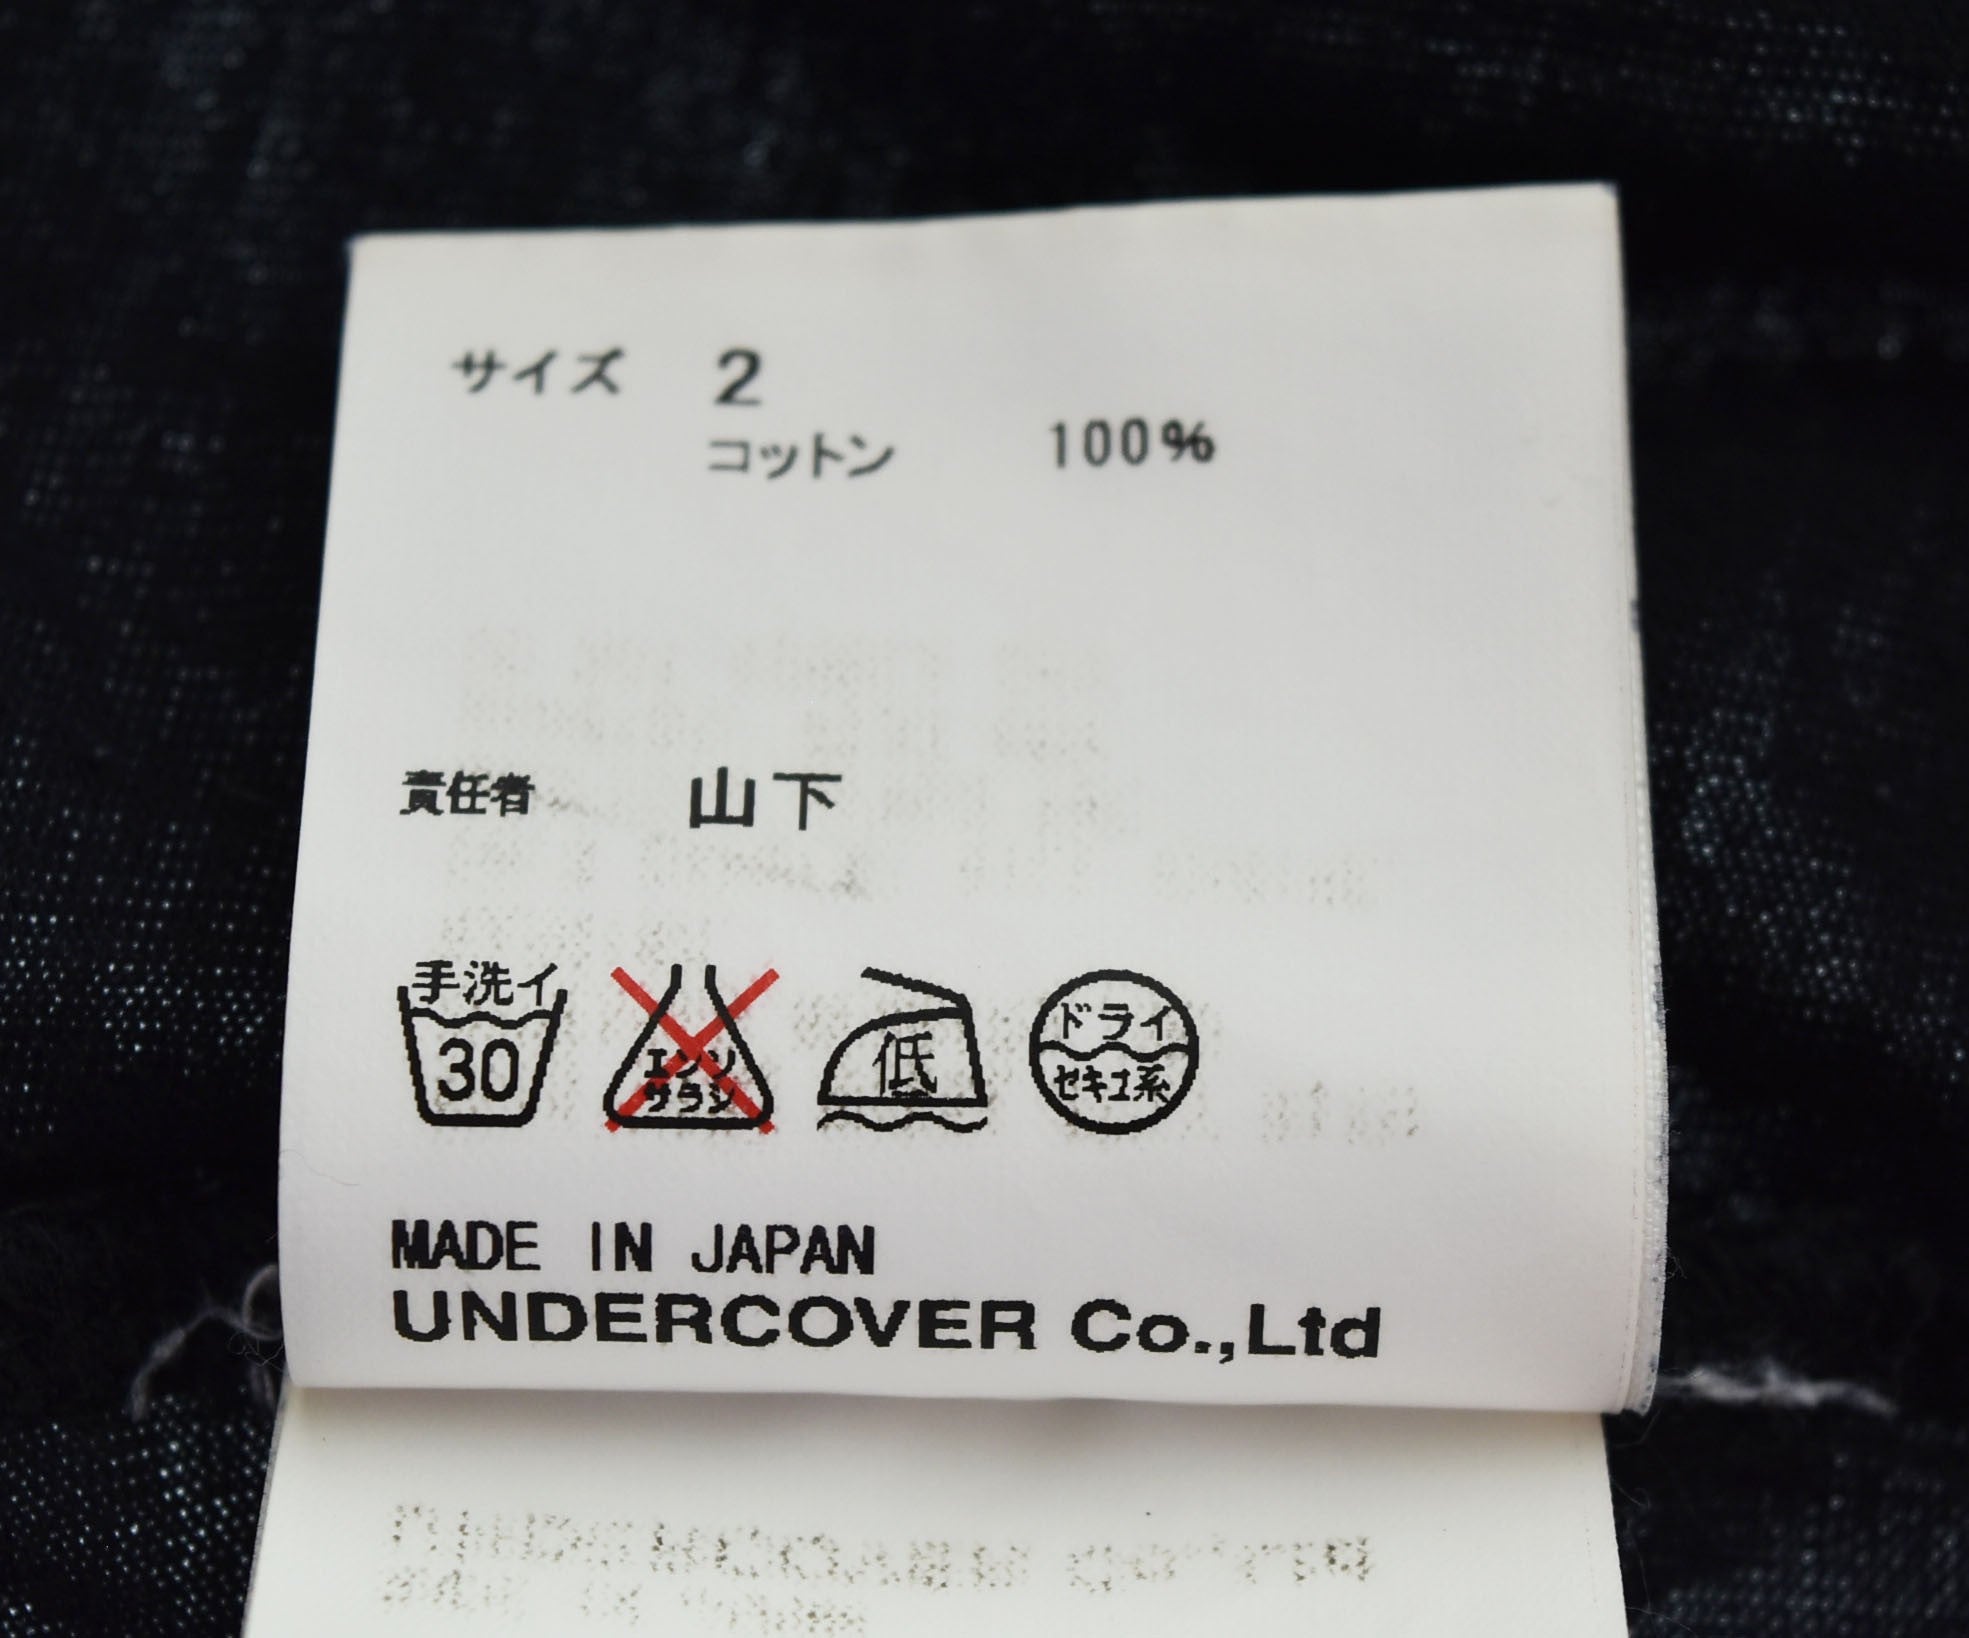 サイズ 2
コットン 100%
責任者 山下
手洗イ
30
エンソ
サラシ
低
ドライ
セキユ系
MADE IN JAPAN
UNDERCOVER Co.,Ltd